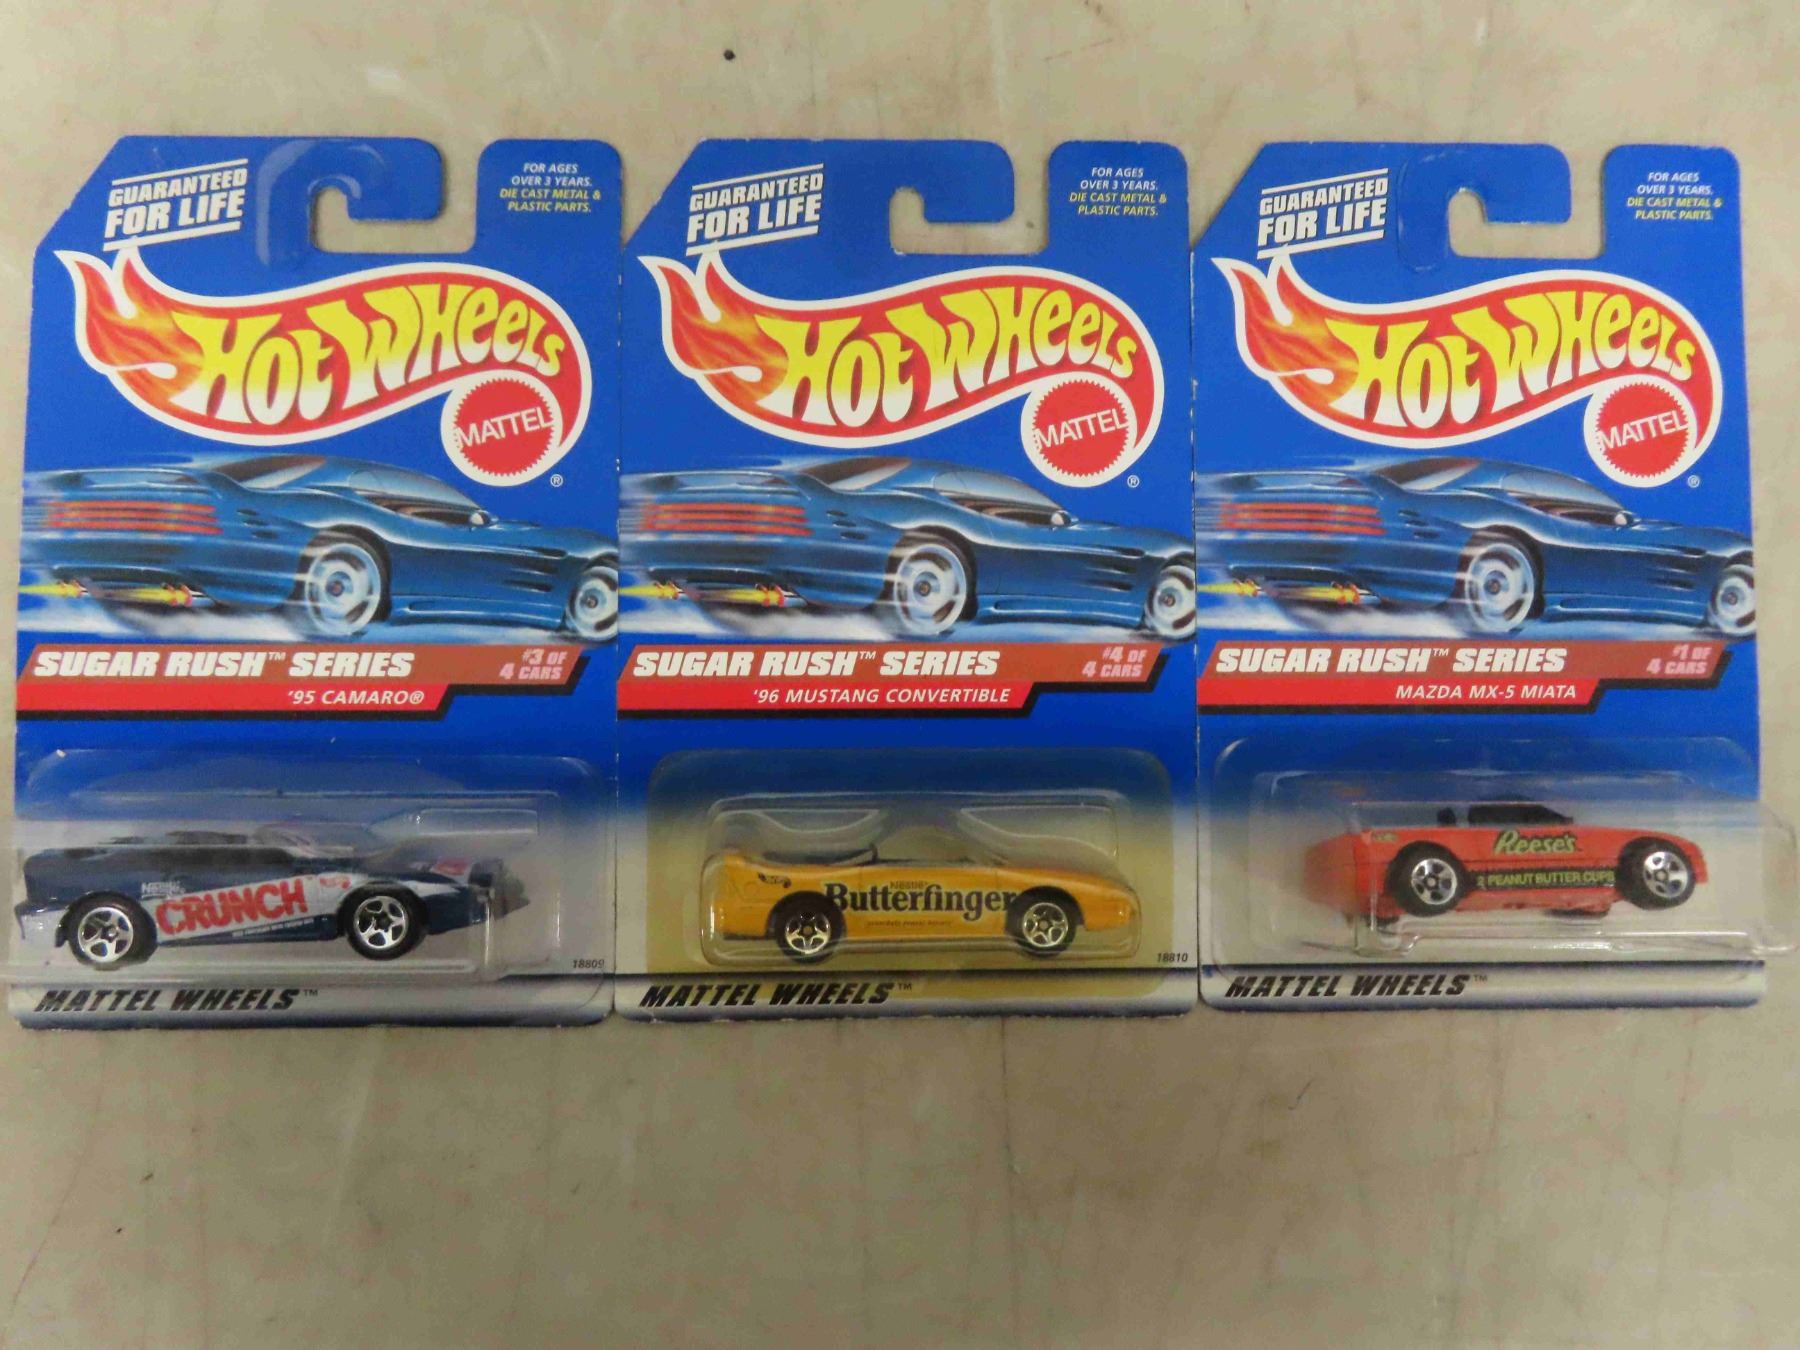 GUARANTEED
FOR LIFE
FOR AGES
OVER 3 YEARS.
DIE CAST METAL &
PLASTIC PARTS.
HOT WHEELS
MATTEL
®
SUGAR RUSH™ SERIES
#3 OF
4 CARS
'95 CAMARO®
Nestlé
CRUNCH
18809
MATTEL WHEELS™
GUARANTEED
FOR LIFE
FOR AGES
OVER 3 YEARS.
DIE CAST METAL &
PLASTIC PARTS.
HOT WHEELS
MATTEL
®
SUGAR RUSH™ SERIES
#4 OF
4 CARS
'96 MUSTANG CONVERTIBLE
Nestlé
Butterfinger
18810
MATTEL WHEELS™
GUARANTEED
FOR LIFE
FOR AGES
OVER 3 YEARS.
DIE CAST METAL &
PLASTIC PARTS.
HOT WHEELS
MATTEL
®
SUGAR RUSH™ SERIES
#1 OF
4 CARS
MAZDA MX-5 MIATA
Reese's
2 PEANUT BUTTER CUPS
MATTEL WHEELS™